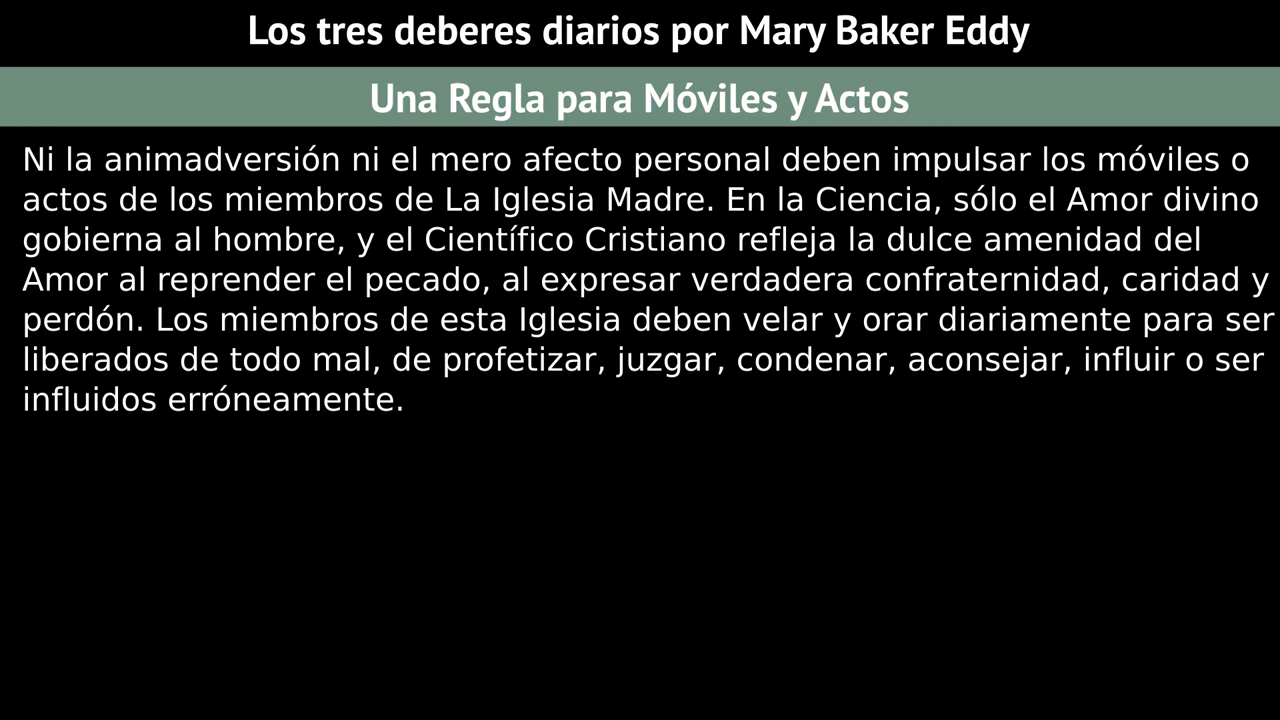 Los tres deberes diarios por Mary Baker Eddy
Una Regla para Móviles y Actos
Ni la animadversión ni el mero afecto personal deben impulsar los móviles o
actos de los miembros de La Iglesia Madre. En la Ciencia, sólo el Amor divino
gobierna al hombre, y el Científico Cristiano refleja la dulce amenidad del
Amor al reprender el pecado, al expresar verdadera confraternidad, caridad y
perdón. Los miembros de esta Iglesia deben velar y orar diariamente para ser
liberados de todo mal, de profetizar, juzgar, condenar, aconsejar, influir o ser
influidos erróneamente.